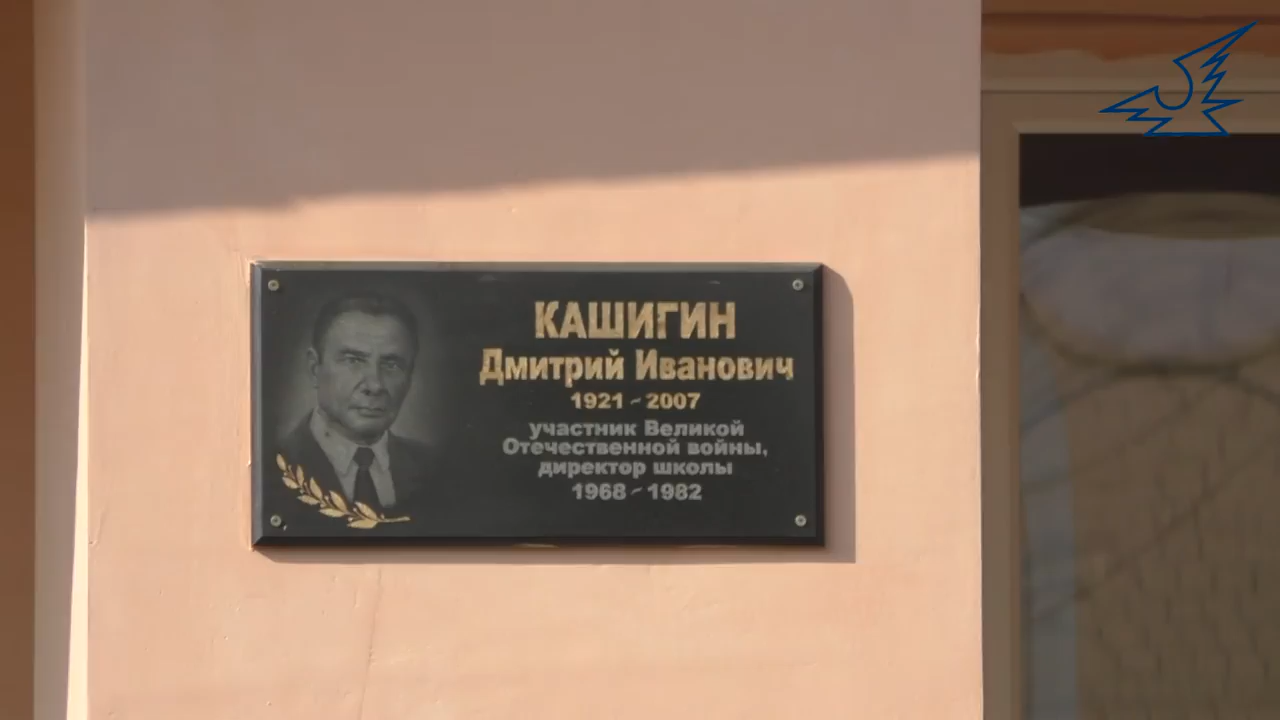 КАШИГИН
Дмитрий Иванович
1921 ~ 2007
участник Великой
Отечественной войны,
директор школы
1968 ~ 1982